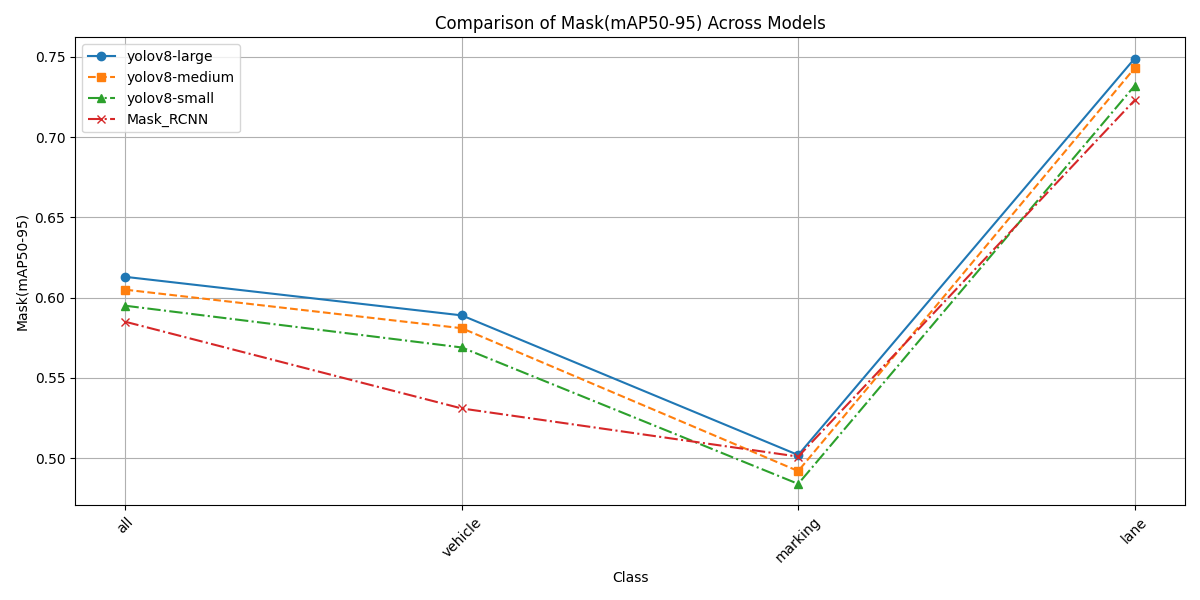 Comparison of Mask(mAP50-95) Across Models
yolov8-large
yolov8-medium
yolov8-small
Mask_RCNN
Mask(mAP50-95)
0.75
0.70
0.65
0.60
0.55
0.50
all
vehicle
marking
lane
Class